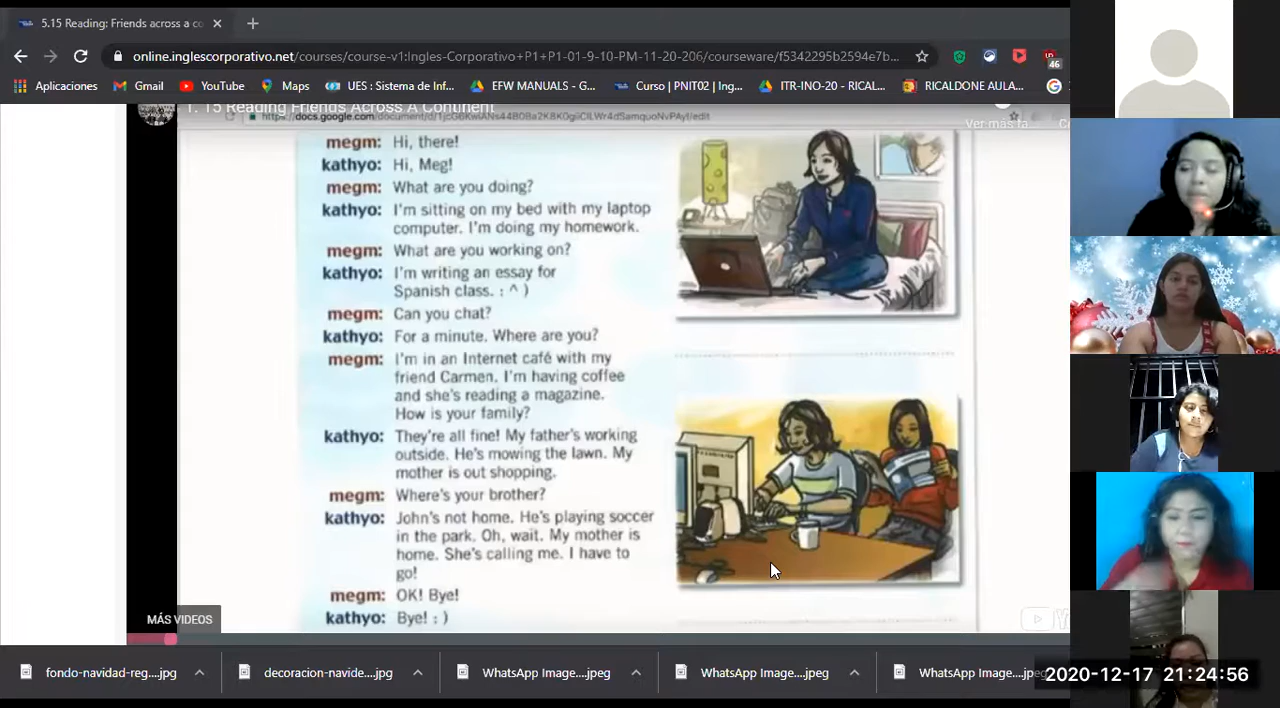 5.15 Reading: Friends across a co
online.inglescorporativo.net/courses/course-v1:Ingles-Corporativo+P1+P1-01-9-10-PM-11-20-206/courseware/f5342295b2594e7b...
46
Aplicaciones
Gmail
YouTube
Maps
UES : Sistema de Inf...
EFW MANUALS - G...
Curso | PNIT02 | Ing...
ITR-INO-20 - RICAL...
RICALDONE AULA...
1. 15 Reading Friends Across A Continent
Ver más ta...
megm: Hi, there!
kathyo: Hi, Meg!
megm: What are you doing?
kathyo: I'm sitting on my bed with my laptop
computer. I'm doing my homework.
megm: What are you working on?
kathyo: I'm writing an essay for
Spanish class. : ^ )
megm: Can you chat?
kathyo: For a minute. Where are you?
megm: I'm in an Internet café with my
friend Carmen. I'm having coffee
and she's reading a magazine.
How is your family?
kathyo: They're all fine! My father's working
outside. He's mowing the lawn. My
mother is out shopping.
megm: Where's your brother?
kathyo: John's not home. He's playing soccer
in the park. Oh, wait. My mother is
home. She's calling me. I have to
go!
megm: OK! Bye!
kathyo: Bye! : )
MÁS VIDEOS
fondo-navidad-reg....jpg
decoracion-navide....jpg
WhatsApp Image....jpeg
WhatsApp Image....jpeg
WhatsApp Image....jpeg
2020-12-17 21:24:56